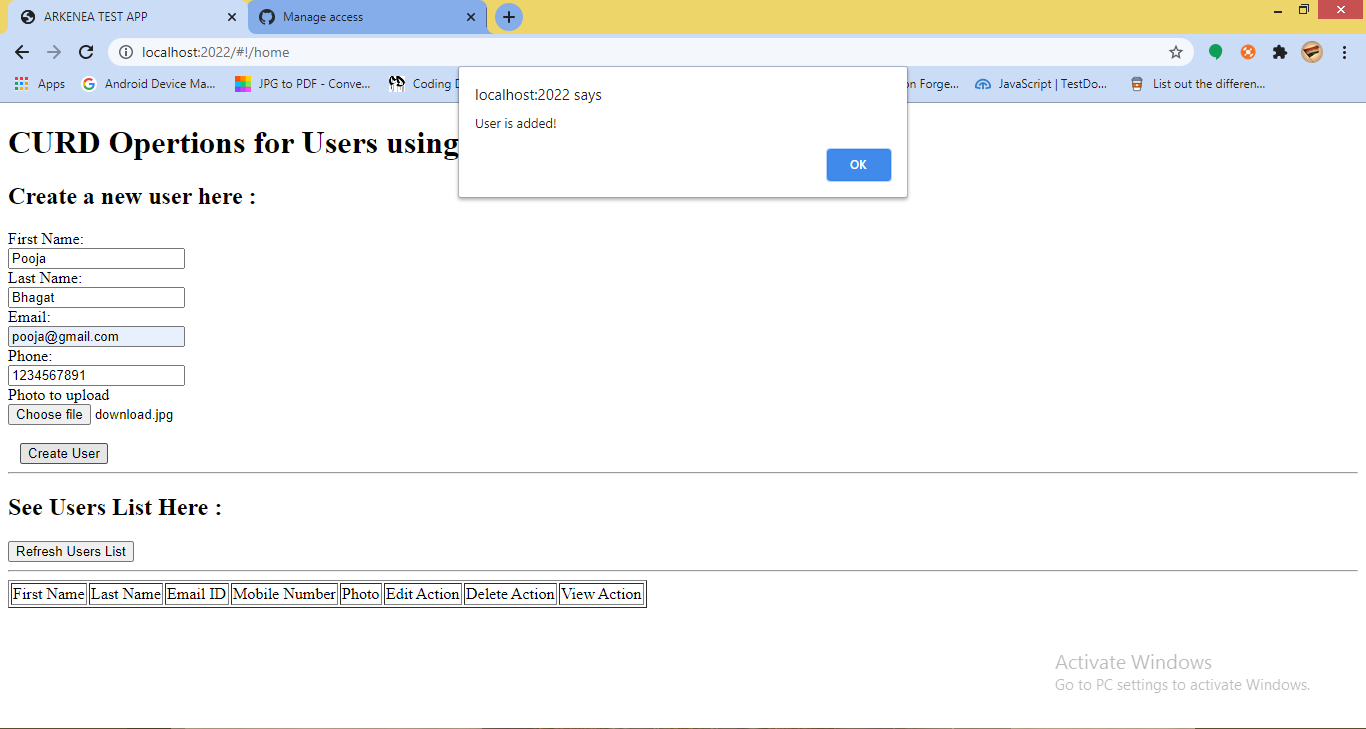 ARKENEA TEST APP
Manage access
localhost:2022/#!/home
Apps
Android Device Ma...
JPG to PDF - Conve...
Coding D
on Forge...
JavaScript | TestDo...
List out the differen...
localhost:2022 says
User is added!
OK
CURD Opertions for Users using
Create a new user here :
First Name:
Pooja
Last Name:
Bhagat
Email:
pooja@gmail.com
Phone:
1234567891
Photo to upload
Choose file download.jpg
Create User
See Users List Here :
Refresh Users List
First Name Last Name Email ID Mobile Number Photo Edit Action Delete Action View Action
Activate Windows
Go to PC settings to activate Windows.